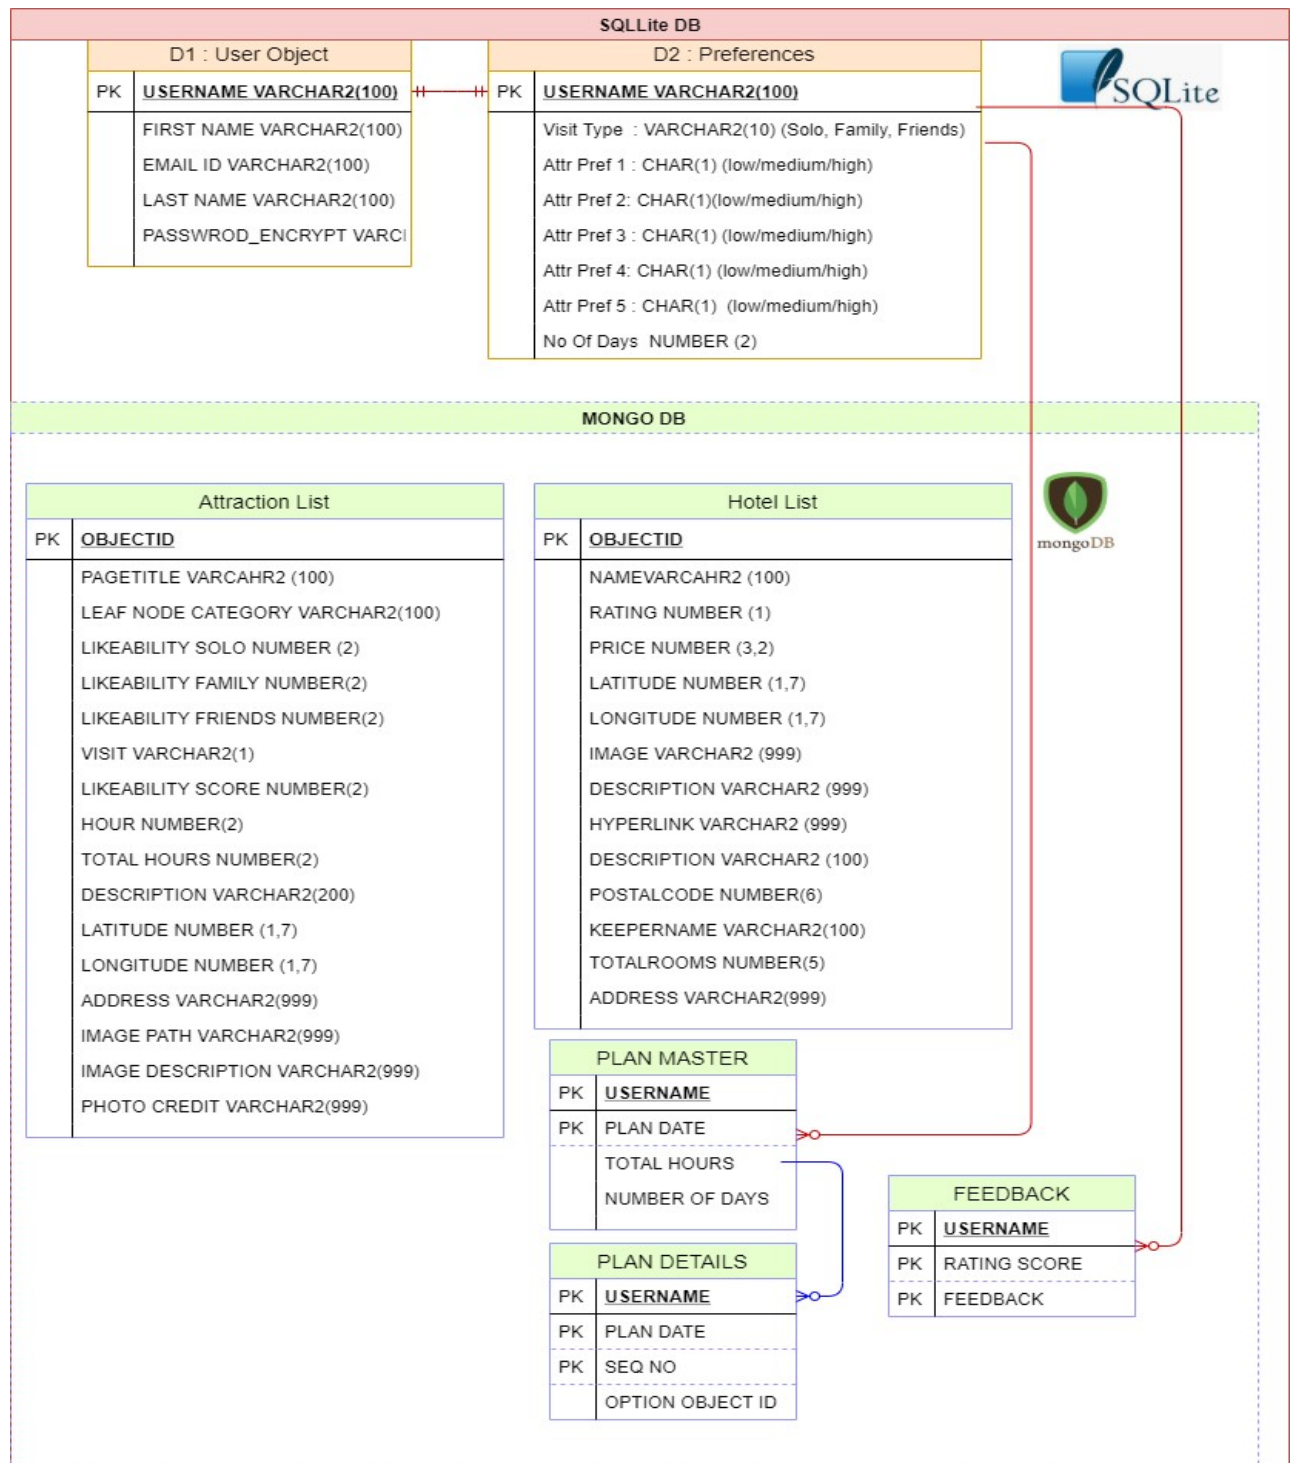 SQLLite DB
D1 : User Object
PK USERNAME VARCHAR2(100)
FIRST NAME VARCHAR2(100)
EMAIL ID VARCHAR2(100)
LAST NAME VARCHAR2(100)
PASSWROD_ENCRYPT VARC
D2 : Preferences
PK USERNAME VARCHAR2(100)
Visit Type : VARCHAR2(10) (Solo, Family, Friends)
Attr Pref 1 : CHAR(1) (low/medium/high)
Attr Pref 2: CHAR(1)(low/medium/high)
Attr Pref 3 : CHAR(1) (low/medium/high)
Attr Pref 4: CHAR(1) (low/medium/high)
Attr Pref 5 : CHAR(1) (low/medium/high)
No Of Days NUMBER (2)
SQLite
MONGO DB
Attraction List
PK OBJECTID
PAGETITLE VARCAHR2 (100)
LEAF NODE CATEGORY VARCHAR2(100)
LIKEABILITY SOLO NUMBER (2)
LIKEABILITY FAMILY NUMBER(2)
LIKEABILITY FRIENDS NUMBER(2)
VISIT VARCHAR2(1)
LIKEABILITY SCORE NUMBER(2)
HOUR NUMBER(2)
TOTAL HOURS NUMBER(2)
DESCRIPTION VARCHAR2(200)
LATITUDE NUMBER (1,7)
LONGITUDE NUMBER (1,7)
ADDRESS VARCHAR2(999)
IMAGE PATH VARCHAR2(999)
IMAGE DESCRIPTION VARCHAR2(999)
PHOTO CREDIT VARCHAR2(999)
Hotel List
PK OBJECTID
NAMEVARCAHR2 (100)
RATING NUMBER (1)
PRICE NUMBER (3,2)
LATITUDE NUMBER (1,7)
LONGITUDE NUMBER (1,7)
IMAGE VARCHAR2 (999)
DESCRIPTION VARCHAR2 (999)
HYPERLINK VARCHAR2 (999)
DESCRIPTION VARCHAR2 (100)
POSTALCODE NUMBER(6)
KEEPERNAME VARCHAR2(100)
TOTALROOMS NUMBER(5)
ADDRESS VARCHAR2(999)
mongoDB
PLAN MASTER
PK USERNAME
PK PLAN DATE
TOTAL HOURS
NUMBER OF DAYS
PLAN DETAILS
PK USERNAME
PK PLAN DATE
PK SEQ NO
OPTION OBJECT ID
FEEDBACK
PK USERNAME
PK RATING SCORE
PK FEEDBACK